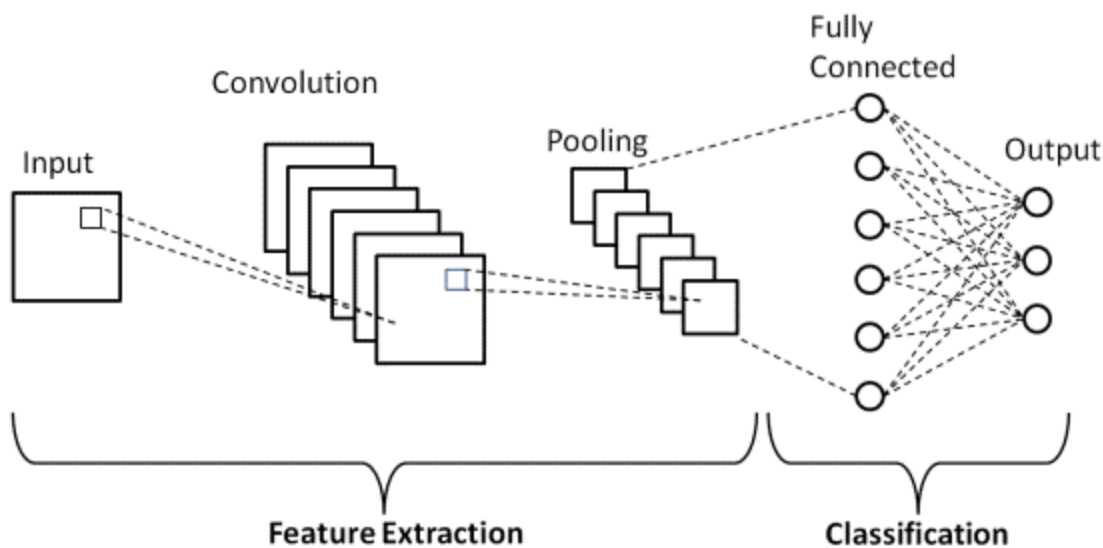 Input
Convolution
Pooling
Fully
Connected
Output
Feature Extraction
Classification